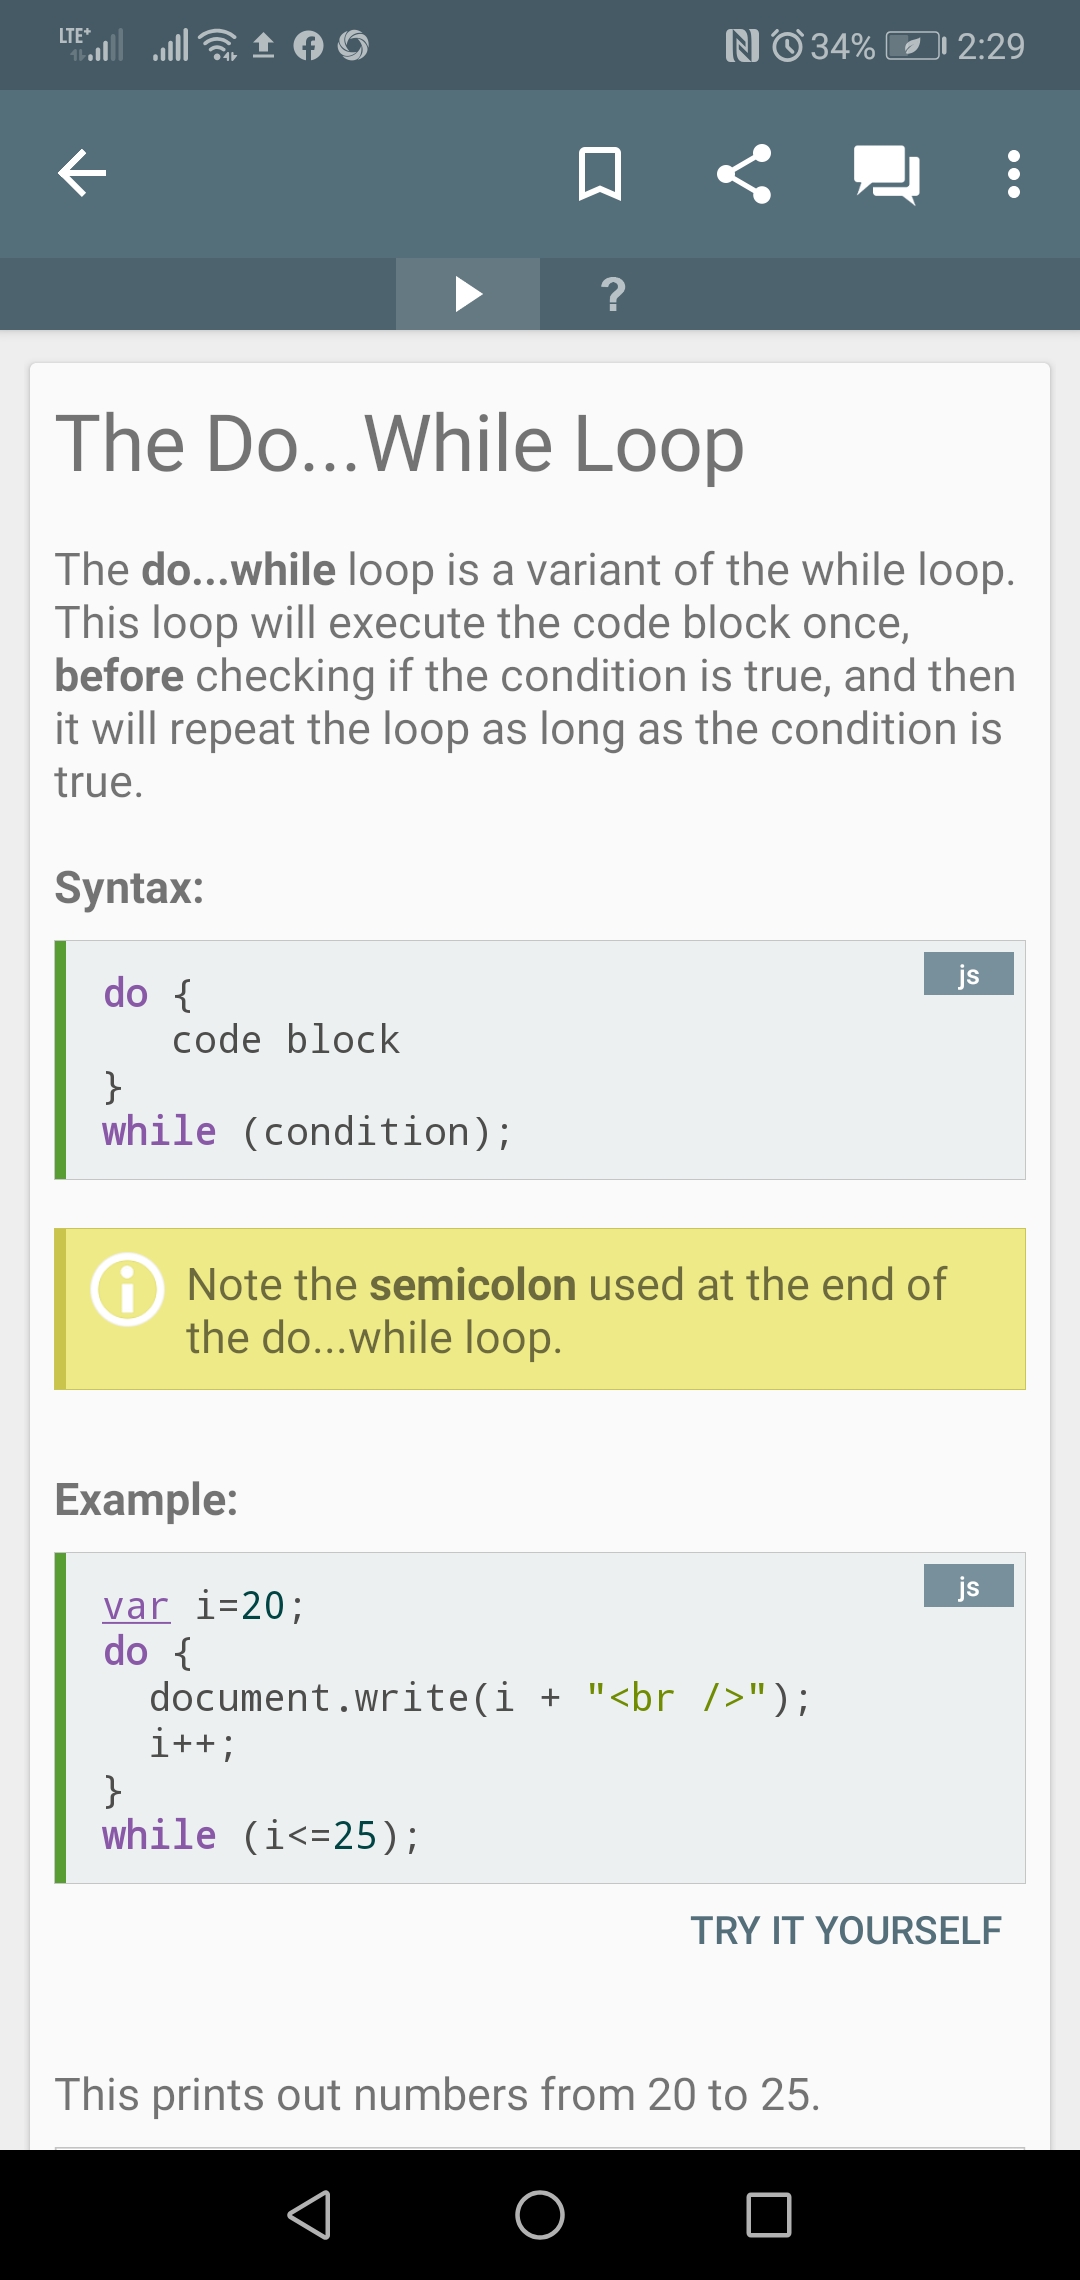 LTE+ 34% 2:29
?
The Do...While Loop
The do...while loop is a variant of the while loop.
This loop will execute the code block once,
before checking if the condition is true, and then
it will repeat the loop as long as the condition is
true.
Syntax:
js
do {
   code block
}
while (condition);
Note the semicolon used at the end of
the do...while loop.
Example:
js
var i=20;
do {
  document.write(i + "<br />");
  i++;
}
while (i<=25);
TRY IT YOURSELF
This prints out numbers from 20 to 25.